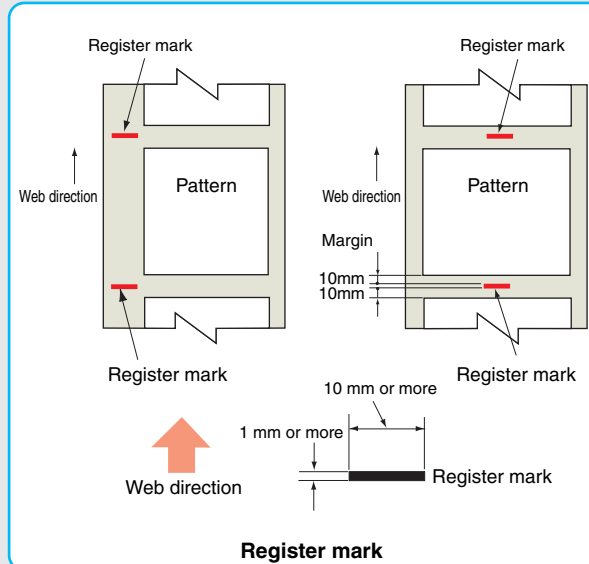 Register mark
Register mark
Web direction
Pattern
Web direction
Pattern
Margin
10mm
10mm
Register mark
Register mark
10 mm or more
1 mm or more
Register mark
Web direction
Register mark